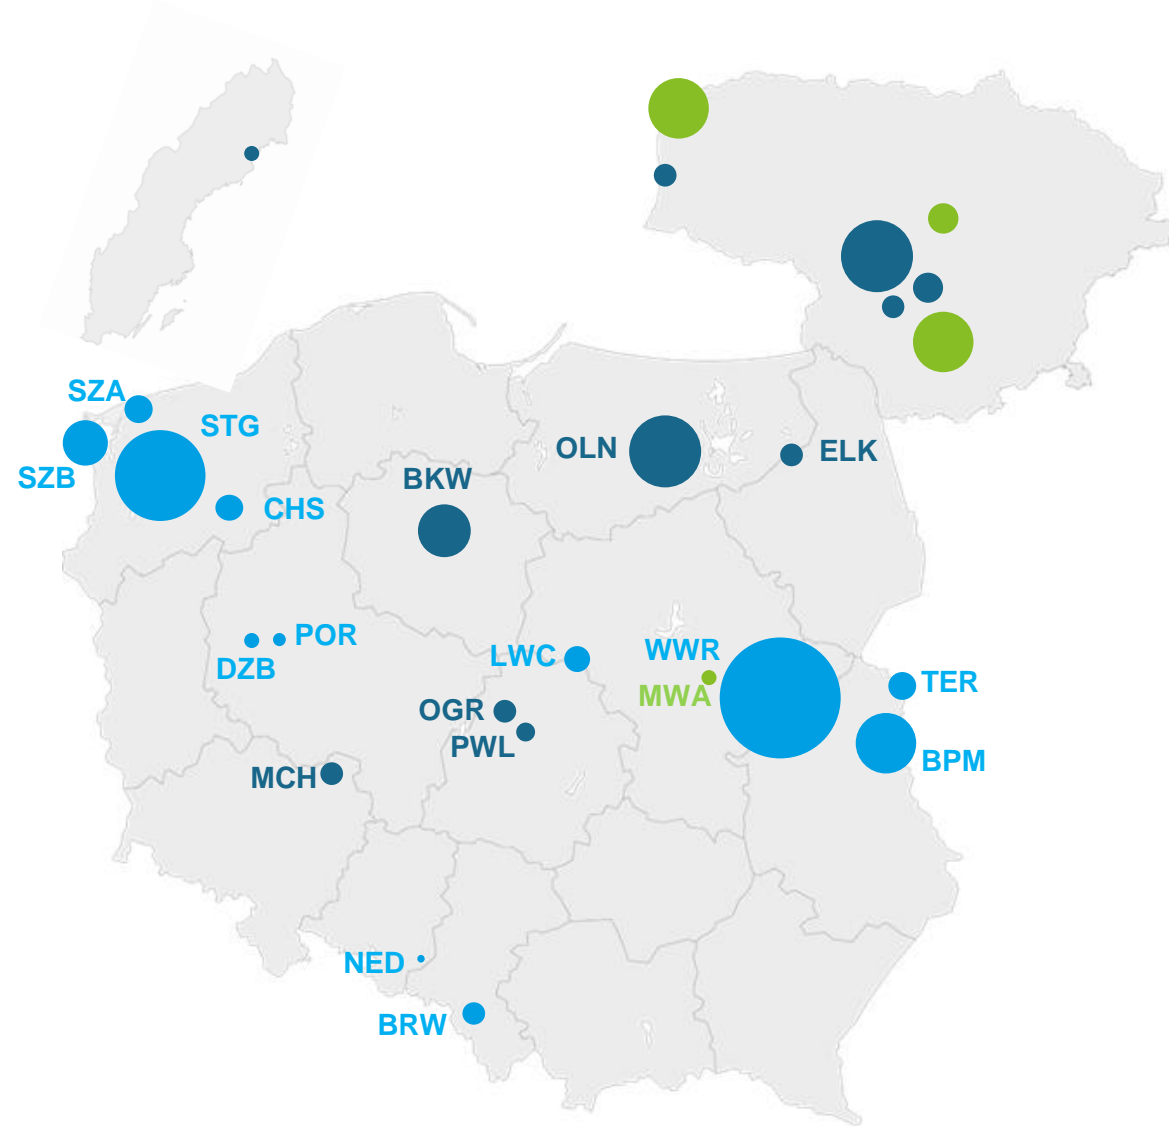 SZA
STG
SZB
CHS
OLN
ELK
BKW
POR
DZB
LWC
WWR
MWA
TER
OGR
PWL
BPM
MCH
NED
BRW